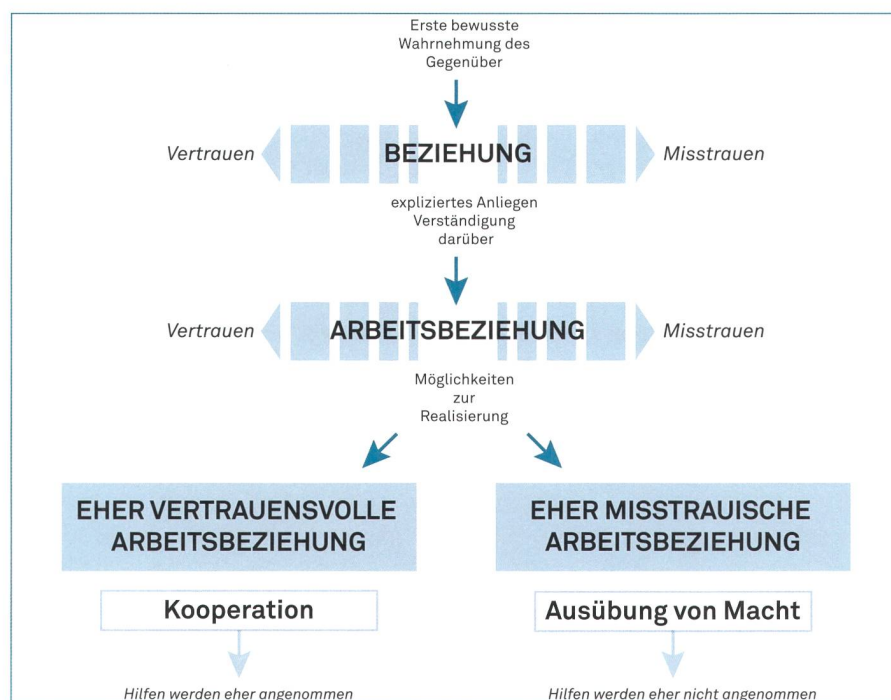 Erste bewusste
Wahrnehmung des
Gegenüber
Vertrauen
BEZIEHUNG
Misstrauen
expliziertes Anliegen
Verständigung
darüber
Vertrauen
ARBEITSBEZIEHUNG
Misstrauen
Möglichkeiten
zur
Realisierung
EHER VERTRAUENSVOLLE
ARBEITSBEZIEHUNG
EHER MISSTRAUISCHE
ARBEITSBEZIEHUNG
Kooperation
Ausübung von Macht
Hilfen werden eher angenommen
Hilfen werden eher nicht angenommen